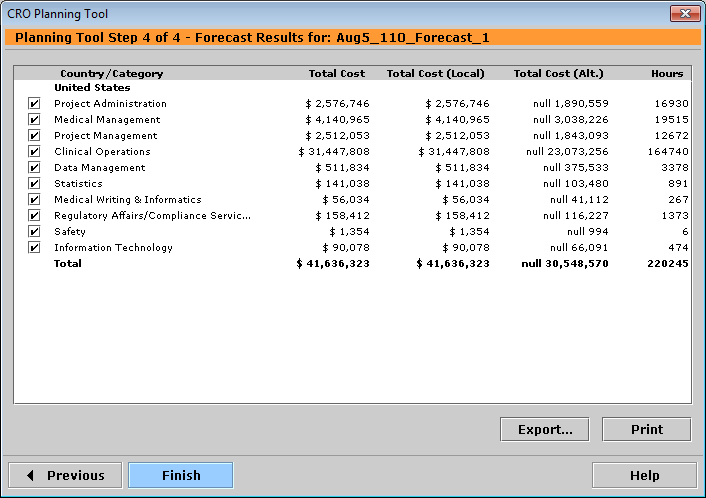 CRO Planning Tool
Planning Tool Step 4 of 4 - Forecast Results for: Aug5_110_Forecast_1
Country/Category Total Cost Total Cost (Local) Total Cost (Alt.) Hours
United States
Project Administration $ 2,576,746 $ 2,576,746 null 1,890,559 16930
Medical Management $ 4,140,965 $ 4,140,965 null 3,038,226 19515
Project Management $ 2,512,053 $ 2,512,053 null 1,843,093 12672
Clinical Operations $ 31,447,808 $ 31,447,808 null 23,073,256 164740
Data Management $ 511,834 $ 511,834 null 375,533 3378
Statistics $ 141,038 $ 141,038 null 103,480 891
Medical Writing & Informatics $ 56,034 $ 56,034 null 41,112 267
Regulatory Affairs/Compliance Servic... $ 158,412 $ 158,412 null 116,227 1373
Safety $ 1,354 $ 1,354 null 994 6
Information Technology $ 90,078 $ 90,078 null 66,091 474
Total $ 41,636,323 $ 41,636,323 null 30,548,570 220245
Export... Print
Previous Finish Help